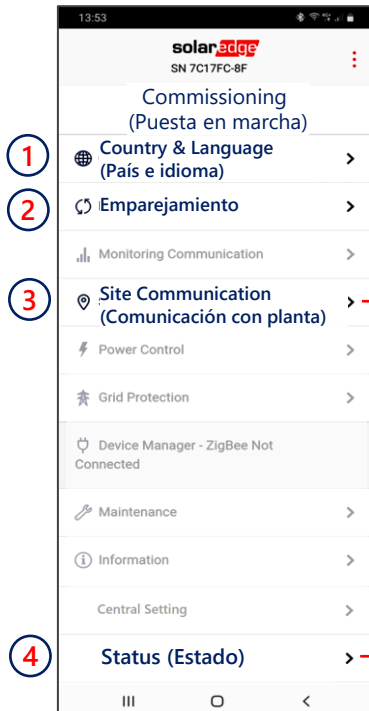 13:53
solaredge
SN 7C17FC-8F
Commissioning
(Puesta en marcha)
1
Country & Language
(País e idioma)
2
Emparejamiento
Monitoring Communication
3
Site Communication
(Comunicación con planta)
Power Control
Grid Protection
Device Manager - ZigBee Not
Connected
Maintenance
Information
Central Setting
4
Status (Estado)